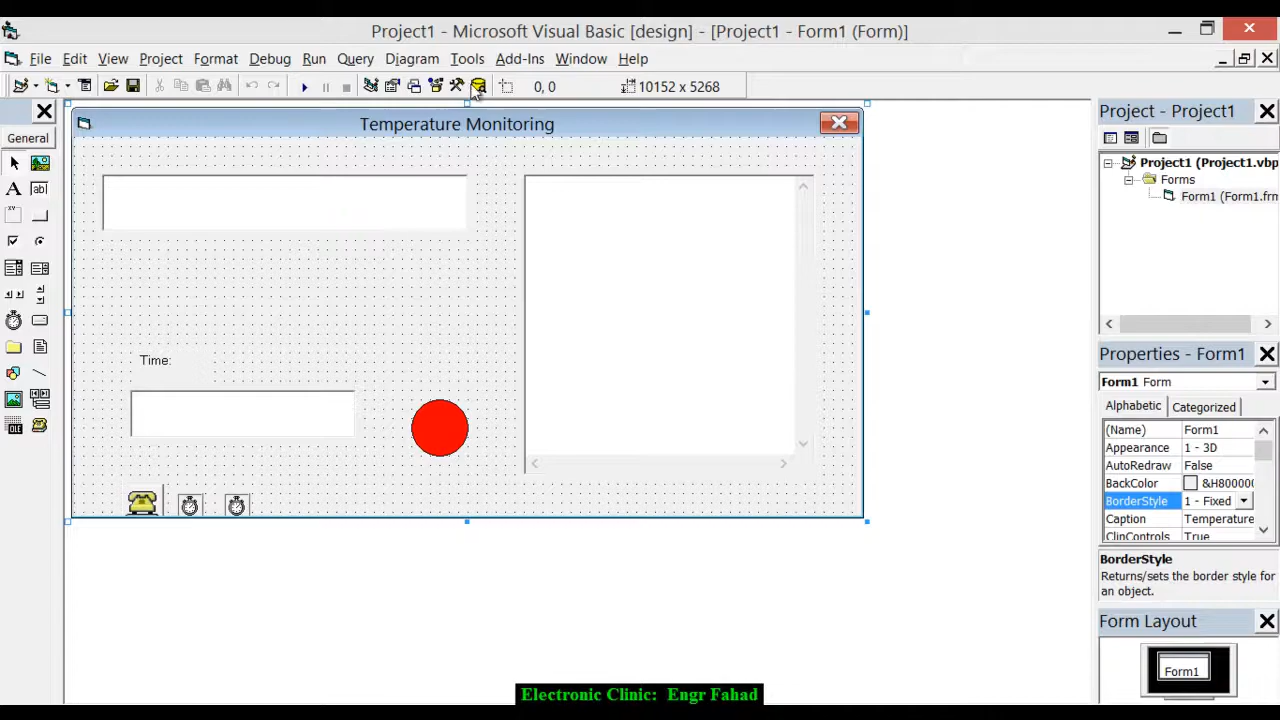 Project1 - Microsoft Visual Basic [design] - [Project1 - Form1 (Form)]
File Edit View Project Format Debug Run Query Diagram Tools Add-Ins Window Help
0, 0 10152 x 5268
General
A ab|
xv
OLE
Temperature Monitoring
Time:
Project - Project1
Project1 (Project1.vbp
Forms
Form1 (Form1.frm
Properties - Form1
Form1 Form
Alphabetic Categorized
(Name) Form1
Appearance 1 - 3D
AutoRedraw False
BackColor &H800000
BorderStyle 1 - Fixed
Caption Temperature
ClipControls True
BorderStyle
Returns/sets the border style for
an object.
Form Layout
Form1
Electronic Clinic: Engr Fahad